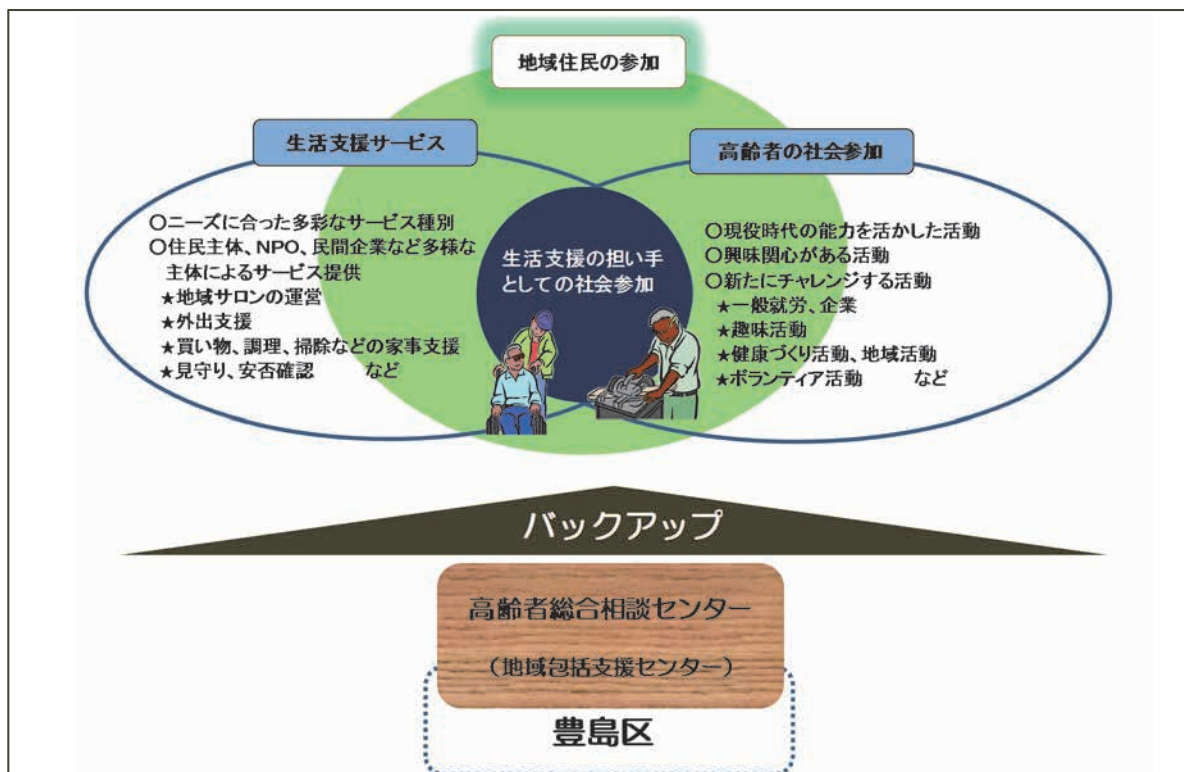 地域住民の参加
生活支援サービス
〇ニーズに合った多彩なサービス種別
〇住民主体、NPO、民間企業など多様な
主体によるサービス提供
★地域サロンの運営
★外出支援
★買い物、調理、掃除などの家事支援
★見守り、安否確認　　など
生活支援の担い手
としての社会参加
高齢者の社会参加
〇現役時代の能力を活かした活動
〇興味関心がある活動
〇新たにチャレンジする活動
★一般就労、企業
★趣味活動
★健康づくり活動、地域活動
★ボランティア活動　　など
バックアップ
高齢者総合相談センター
（地域包括支援センター）
豊島区